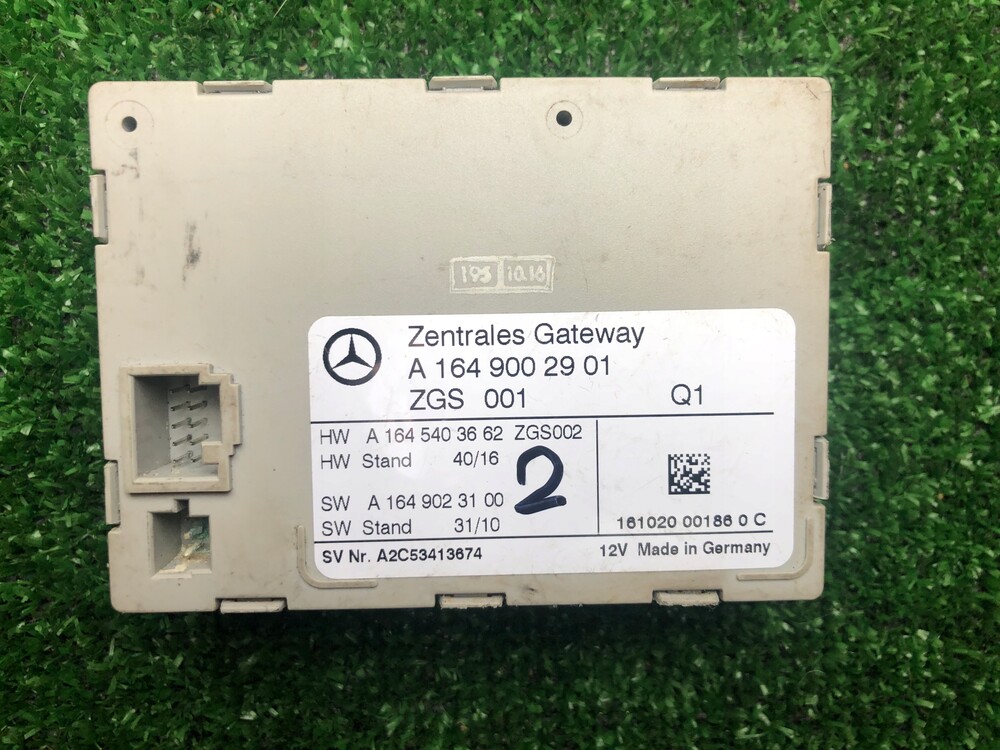 195 10.16
Zentrales Gateway
A 164 900 29 01
ZGS 001 Q1
HW A 164 540 36 62 ZGS002
HW Stand 40/16
2
SW A 164 902 31 00
SW Stand 31/10
161020 00186 0 C
SV Nr. A2C53413674
12V Made in Germany